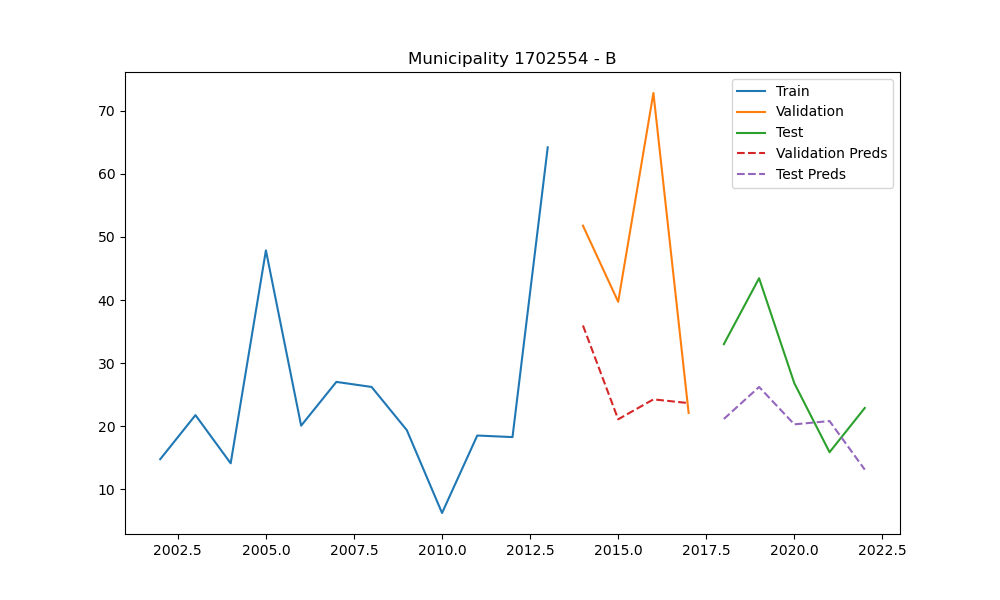 Municipality 1702554 - B
70
60
50
40
30
20
10
2002.5 2005.0 2007.5 2010.0 2012.5 2015.0 2017.5 2020.0 2022.5
Train
Validation
Test
Validation Preds
Test Preds